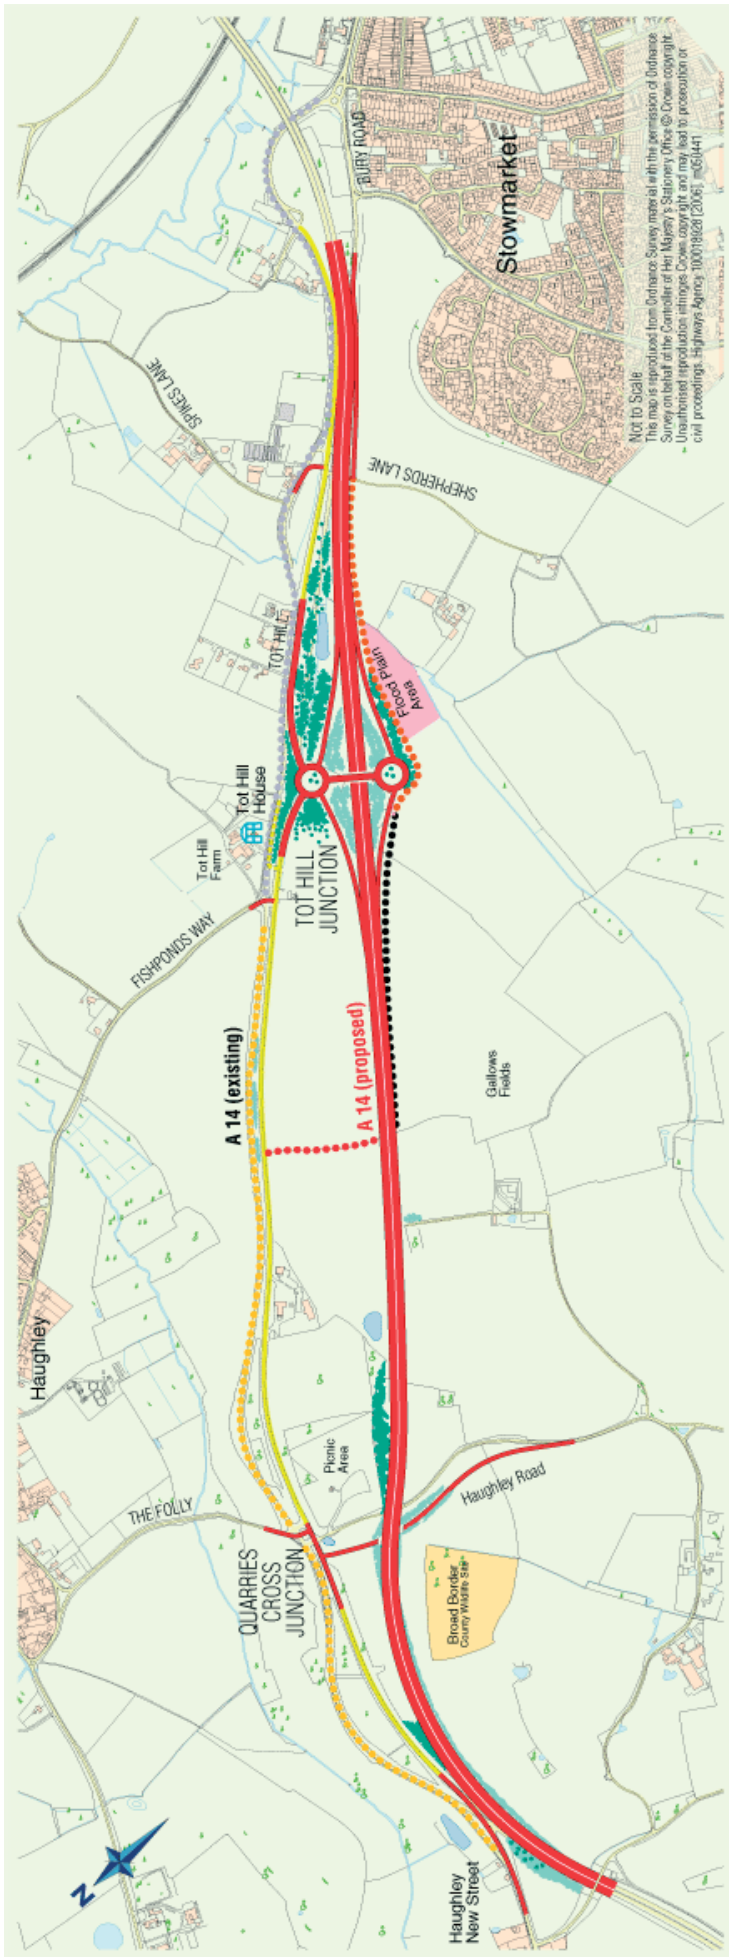 Haughley
THE FOLLY
QUARRIES
CROSS
JUNCTION
Haughley
New Street
N
Picnic
Area
Haughley Road
Broad Border
County Wildlife Site
A 14 (existing)
A 14 (proposed)
Gallows
Fields
FISHPONDS WAY
Tot Hill
Farm
Tot Hill
House
TOT HILL
JUNCTION
TOT HILL
Flood Plain
Area
SPIKES LANE
SHEPHERDS LANE
BURY ROAD
Stowmarket
Not to Scale
This map is reproduced from Ordnance Survey material with the permission of Ordnance
Survey on behalf of the Controller of Her Majesty's Stationery Office © Crown copyright
Unauthorised reproduction infringes Crown copyright and may lead to prosecution or
civil proceedings. Highways Agency 100018928 [2006]